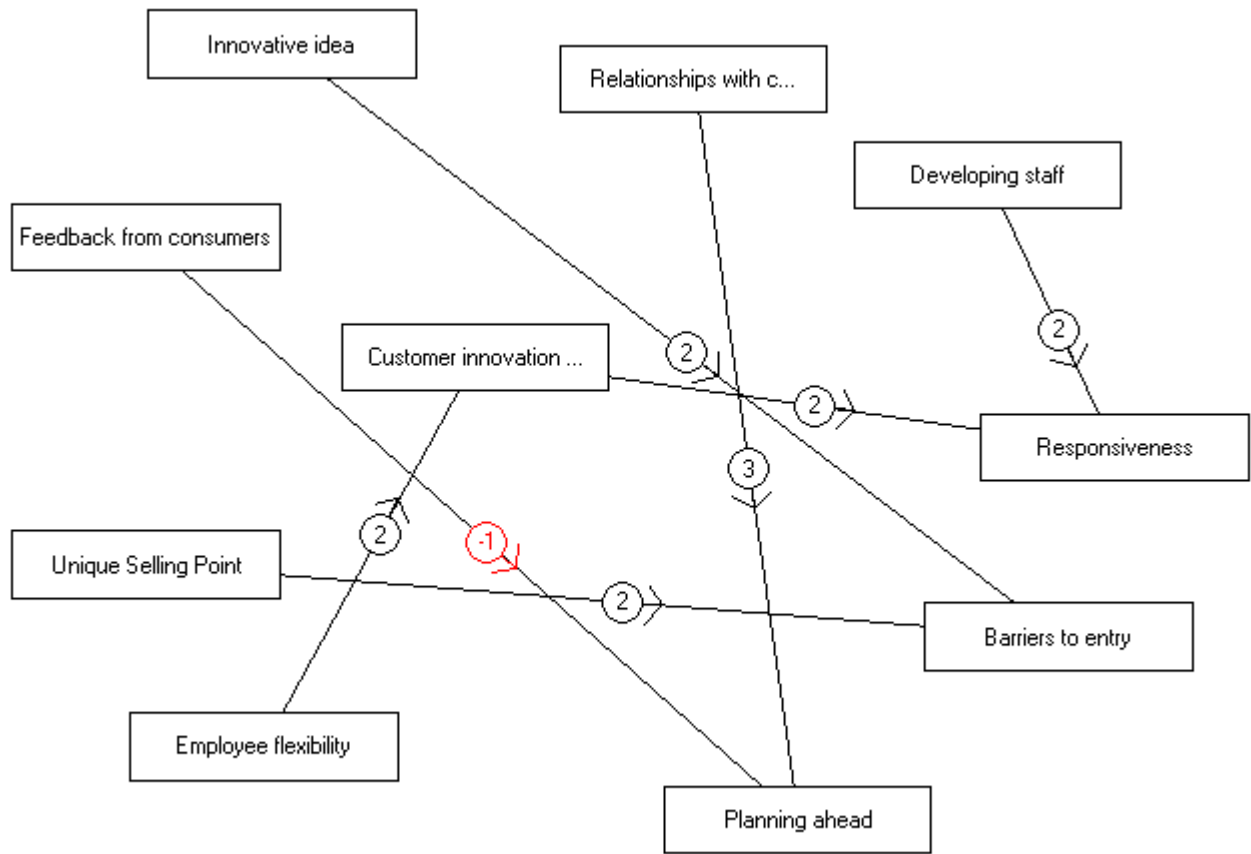 Innovative idea
Relationships with c...
Developing staff
Feedback from consumers
2
Customer innovation ...
2
2
Responsiveness
3
2
-1
Unique Selling Point
2
Barriers to entry
Employee flexibility
Planning ahead